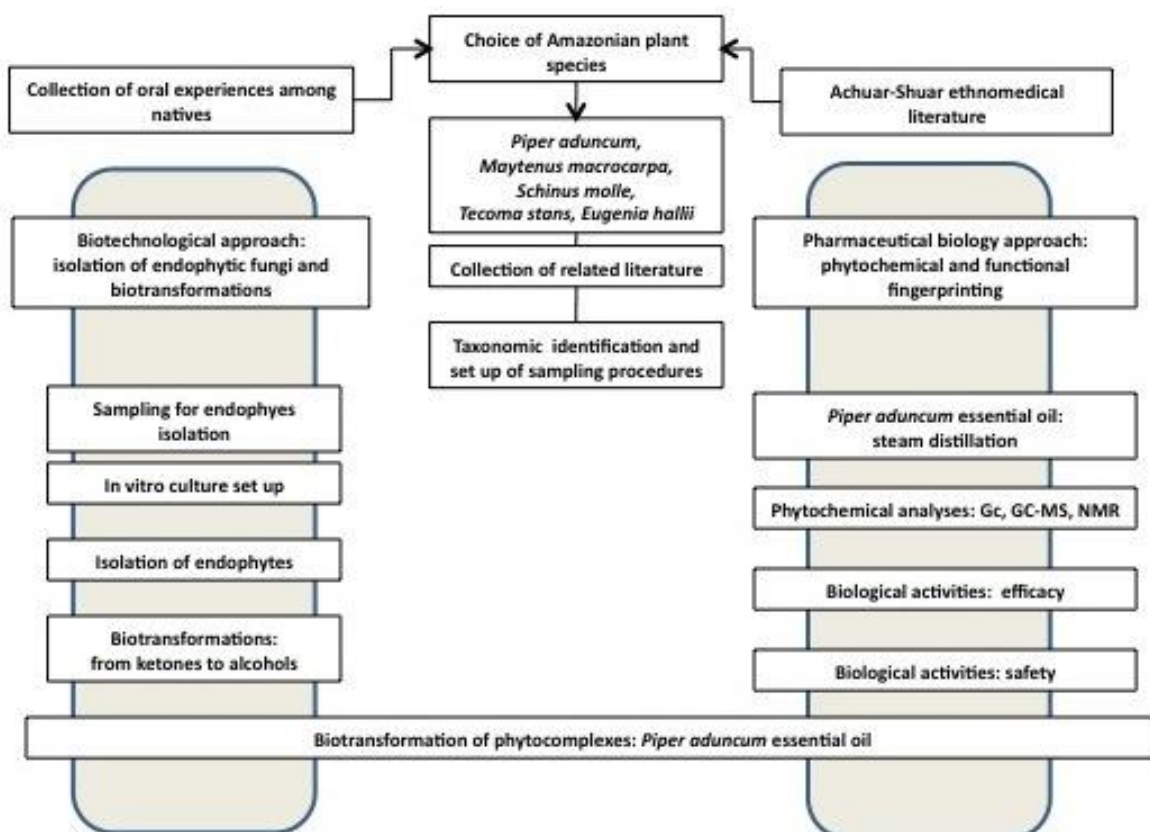 Choice of Amazonian plant
species
Collection of oral experiences among
natives
Achuar-Shuar ethnomedical
literature
Piper aduncum,
Maytenus macrocarpa,
Schinus molle,
Tecoma stans, Eugenia hallii
Collection of related literature
Taxonomic identification and
set up of sampling procedures
Biotechnological approach:
isolation of endophytic fungi and
biotransformations
Sampling for endophyes
isolation
In vitro culture set up
Isolation of endophytes
Biotransformations:
from ketones to alcohols
Pharmaceutical biology approach:
phytochemical and functional
fingerprinting
Piper aduncum essential oil:
steam distillation
Phytochemical analyses: Gc, GC-MS, NMR
Biological activities: efficacy
Biological activities: safety
Biotransformation of phytocomplexes: Piper aduncum essential oil